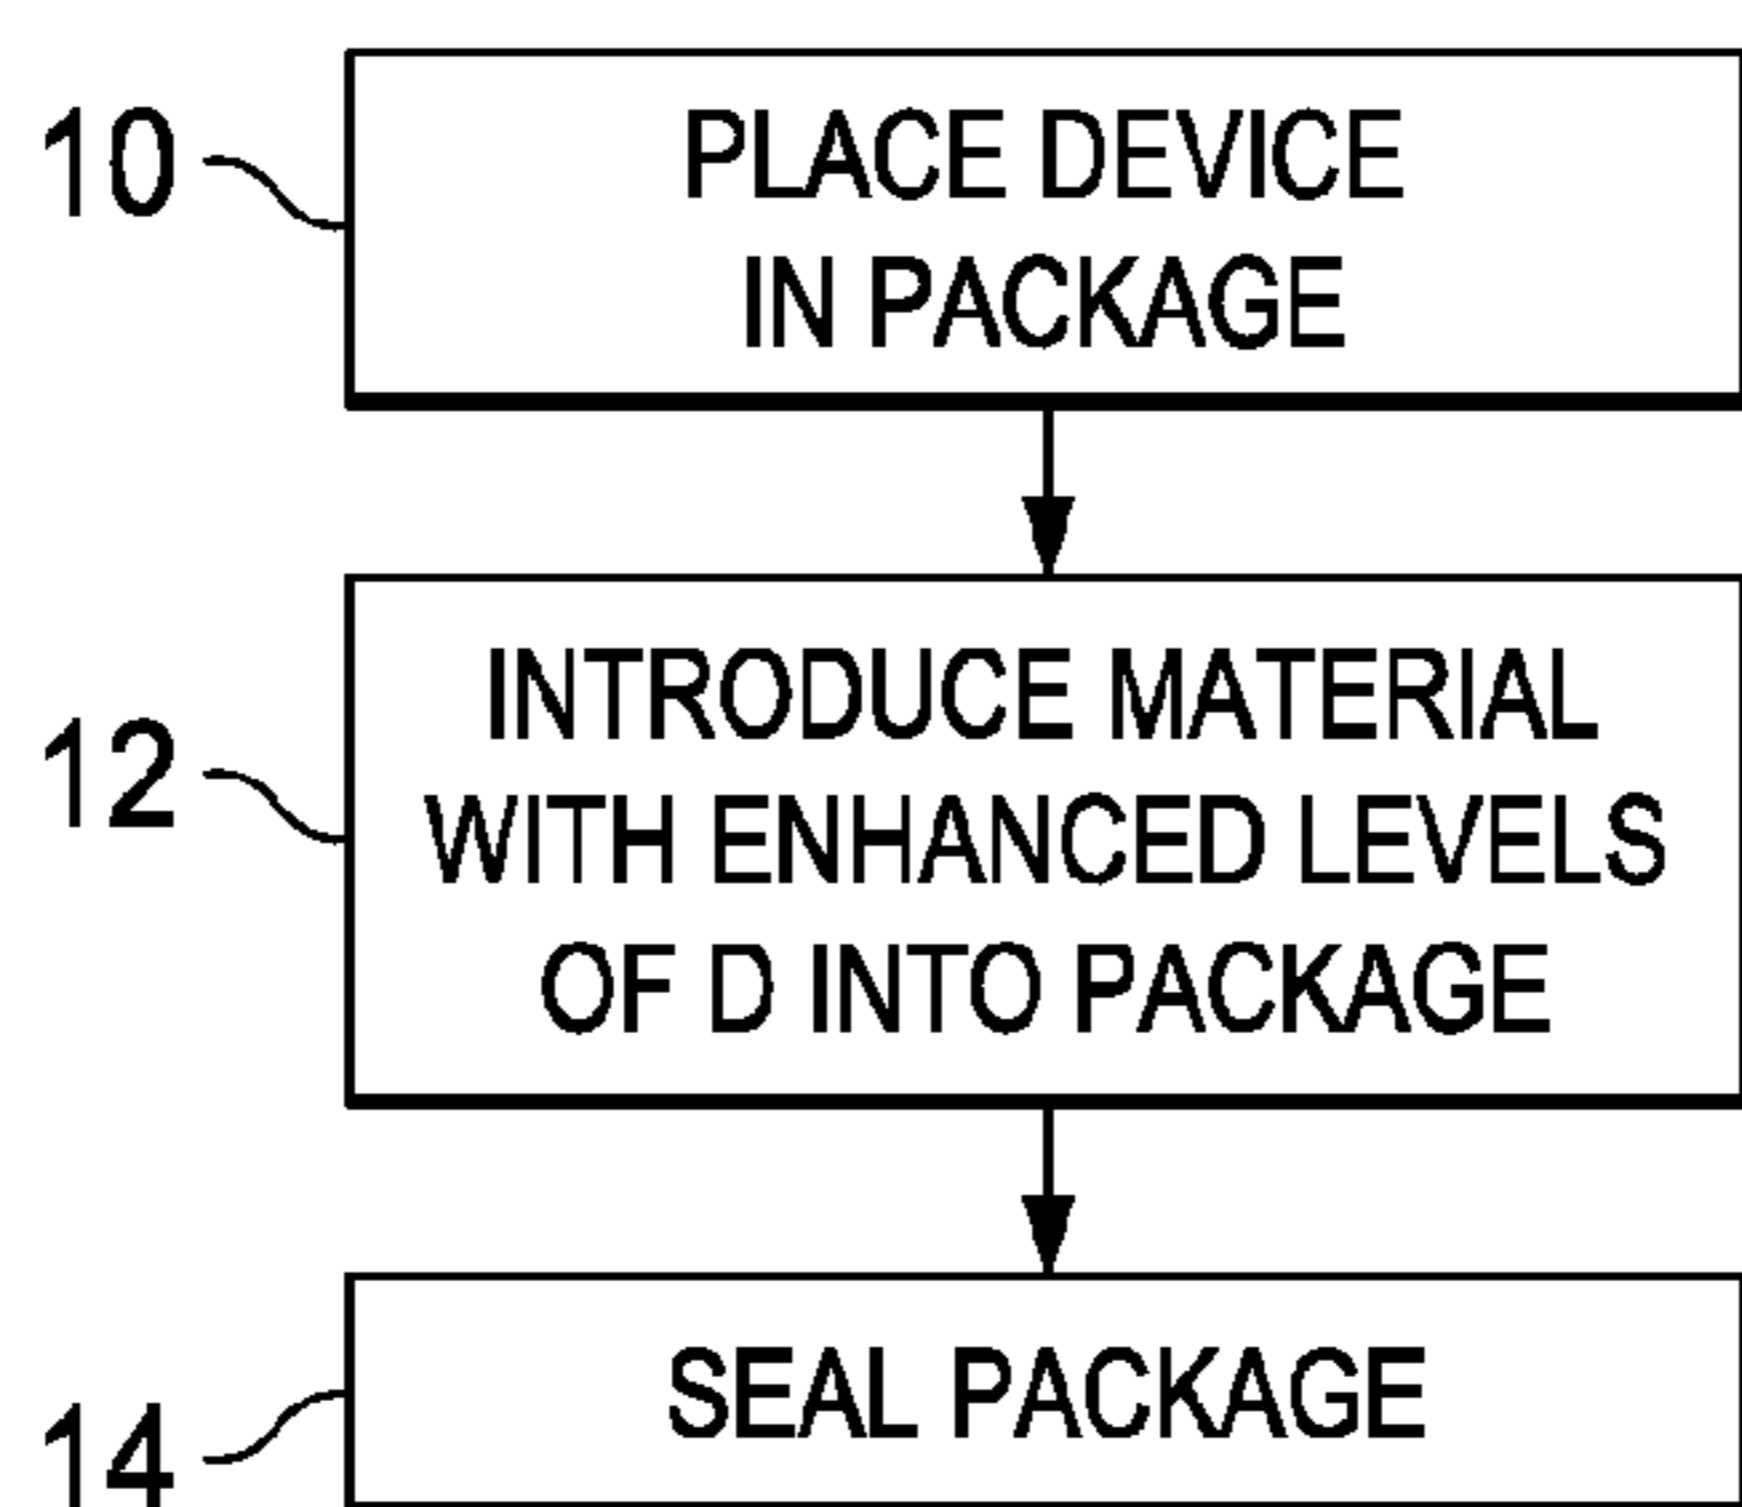 10
PLACE DEVICE
IN PACKAGE
12
INTRODUCE MATERIAL
WITH ENHANCED LEVELS
OF D INTO PACKAGE
14
SEAL PACKAGE